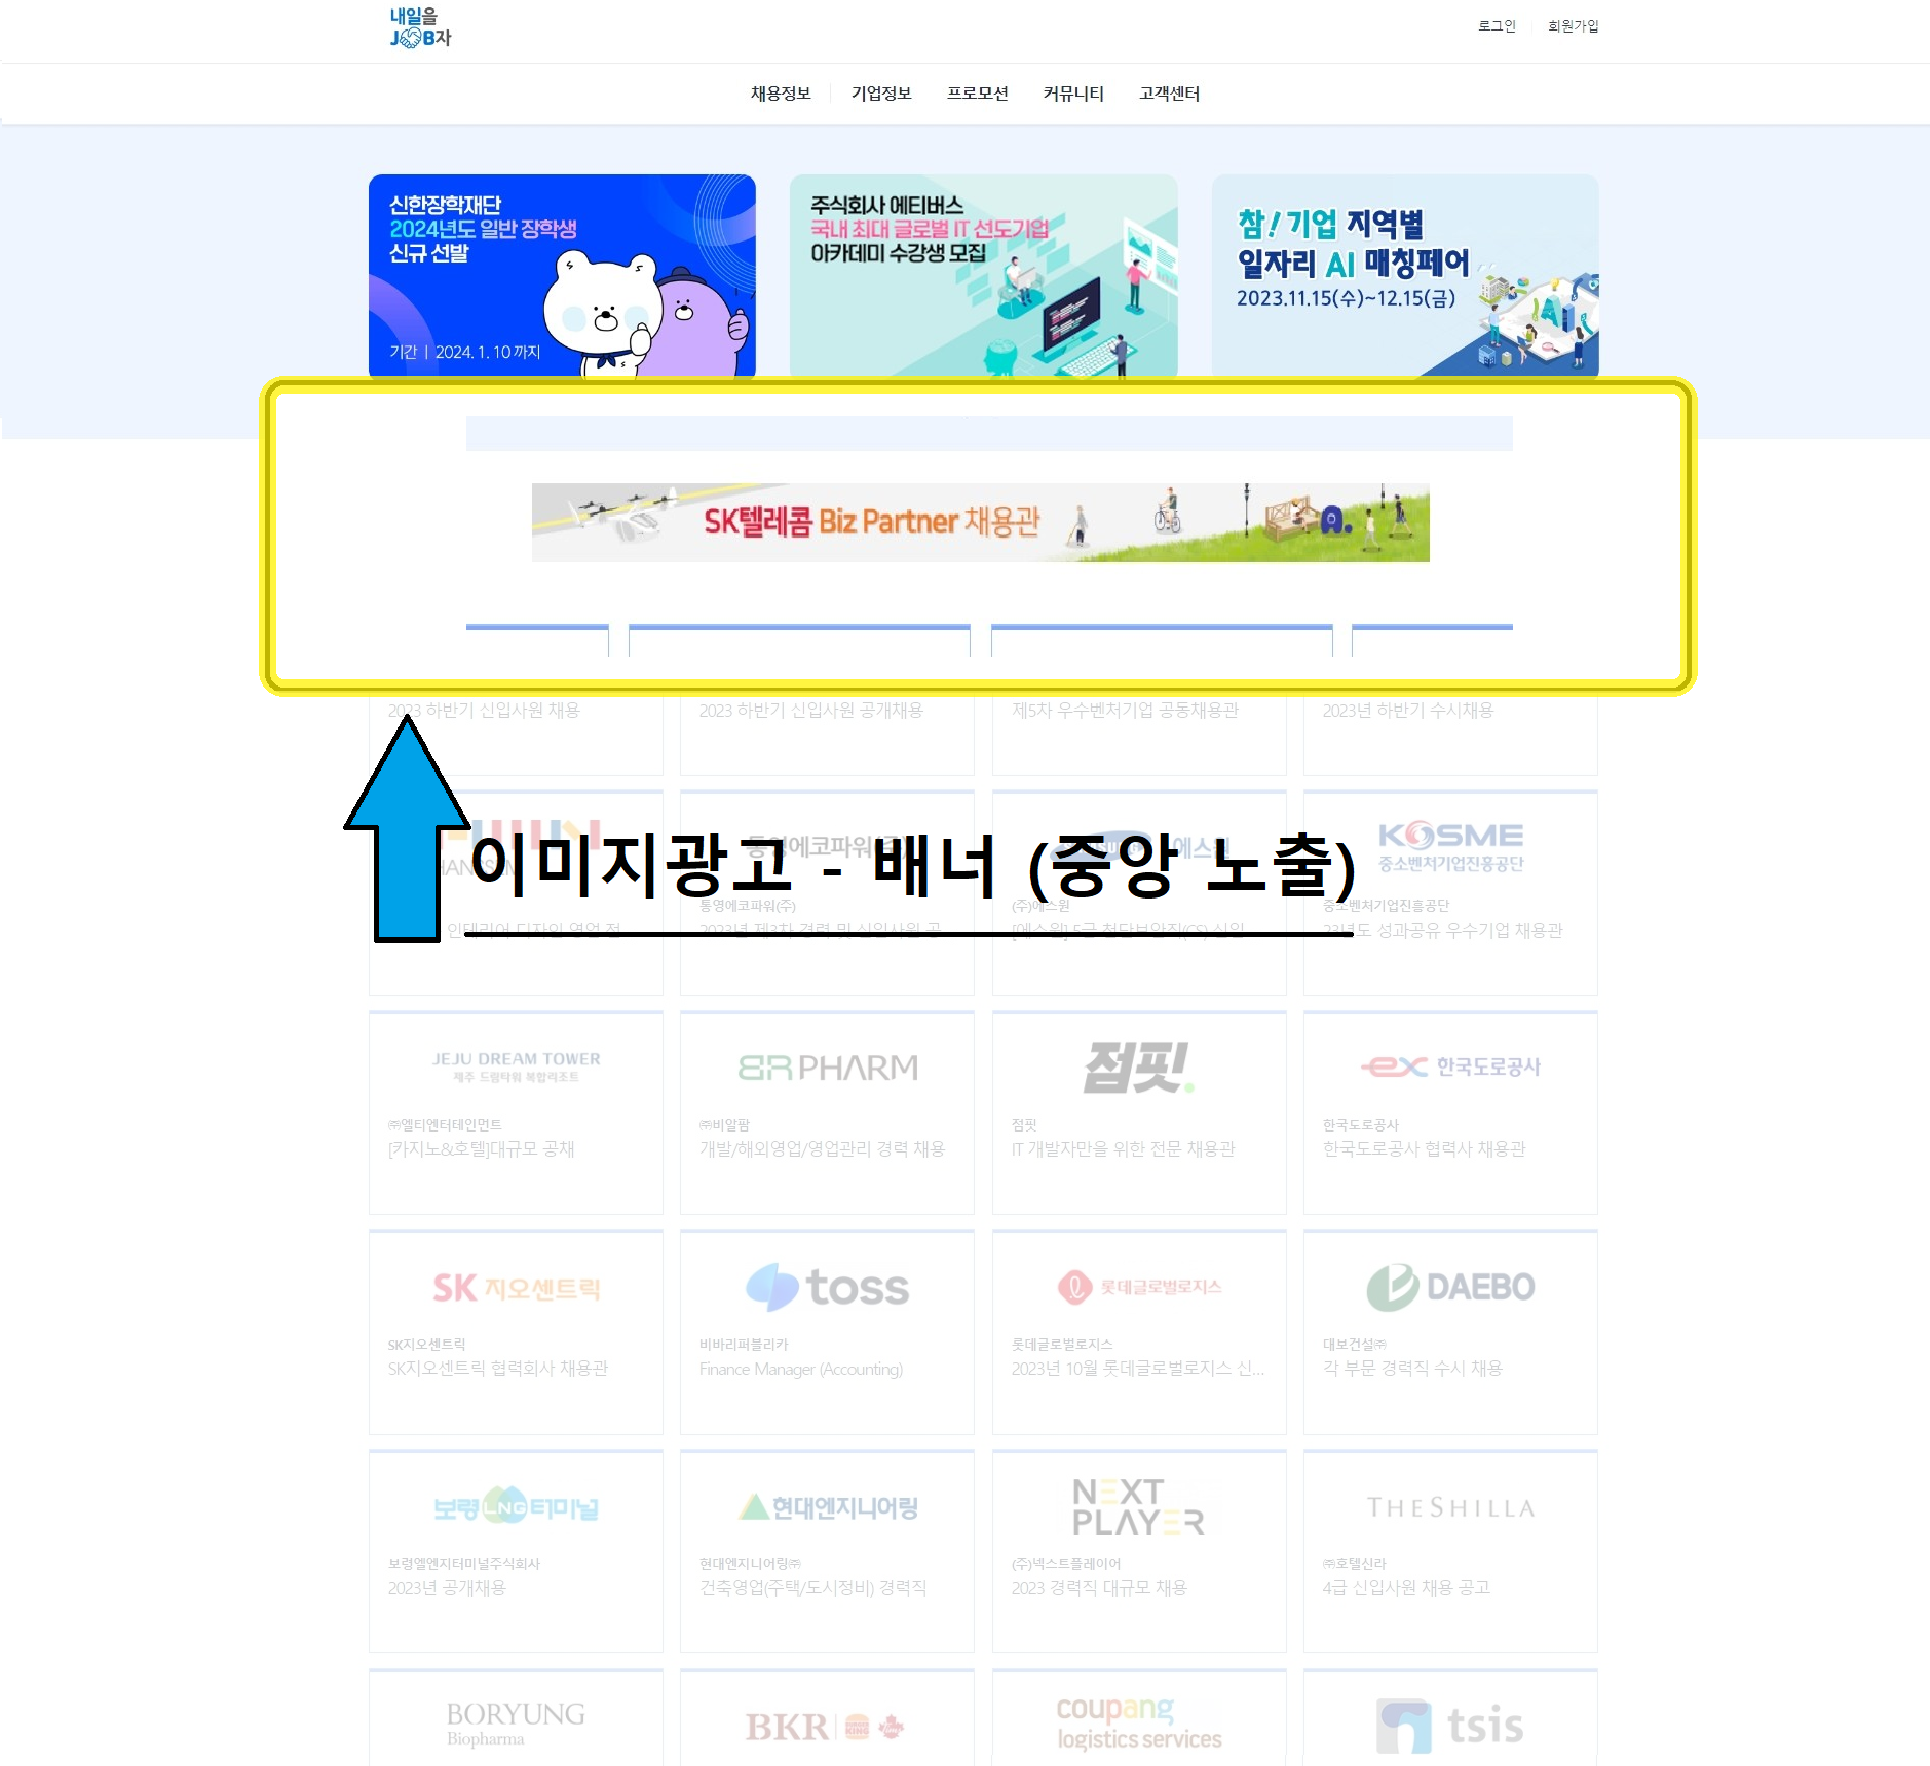 내일을
JOB자
로그인
회원가입
채용정보
기업정보
프로모션
커뮤니티
고객센터
신한장학재단
2024년도 일반 장학생
신규 선발
기간 | 2024. 1. 10 까지
주식회사 에티버스
국내 최대 글로벌 IT 선도기업
아카데미 수강생 모집
참! 기업 지역별
일자리 AI 매칭페어
2023.11.15(수)~12.15(금)
SK텔레콤 Biz Partner 채용관
2023 하반기 신입사원 채용
2023 하반기 신입사원 공개채용
제5차 우수벤처기업 공동채용관
2023년 하반기 수시채용
이미지광고 - 배너 (중앙 노출)
통영에코파워(주)
(주)에스원
KOSME
중소벤처기업진흥공단
통영에코파워(주)
(주)에스원
중소벤처기업진흥공단
인테리어 디자인 영업 전
2023년 제3차 경력 및 신입사원 공
[에스원] 5급 첨단보안직(CS) 신입
23년도 성과공유 우수기업 채용관
JEJU DREAM TOWER
제주 드림타워 복합리조트
BR PHARM
점핏.
ex 한국도로공사
㈜엘티엔터테인먼트
[카지노&호텔]대규모 공채
㈜비알팜
개발/해외영업/영업관리 경력 채용
점핏
IT 개발자만을 위한 전문 채용관
한국도로공사
한국도로공사 협력사 채용관
SK 지오센트릭
toss
롯데글로벌로지스
DAEBO
SK지오센트릭
SK지오센트릭 협력회사 채용관
비바리퍼블리카
Finance Manager (Accounting)
롯데글로벌로지스
2023년 10월 롯데글로벌로지스 신...
대보건설㈜
각 부문 경력직 수시 채용
보령LNG터미널
현대엔지니어링
NEXT
PLAYER
THE SHILLA
보령엘엔지터미널주식회사
2023년 공개채용
현대엔지니어링㈜
건축영업(주택/도시정비) 경력직
(주)넥스트플레이어
2023 경력직 대규모 채용
㈜호텔신라
4급 신입사원 채용 공고
BORYUNG
Biopharma
BKR
BURGER
KING
coupang
logistics services
tsis